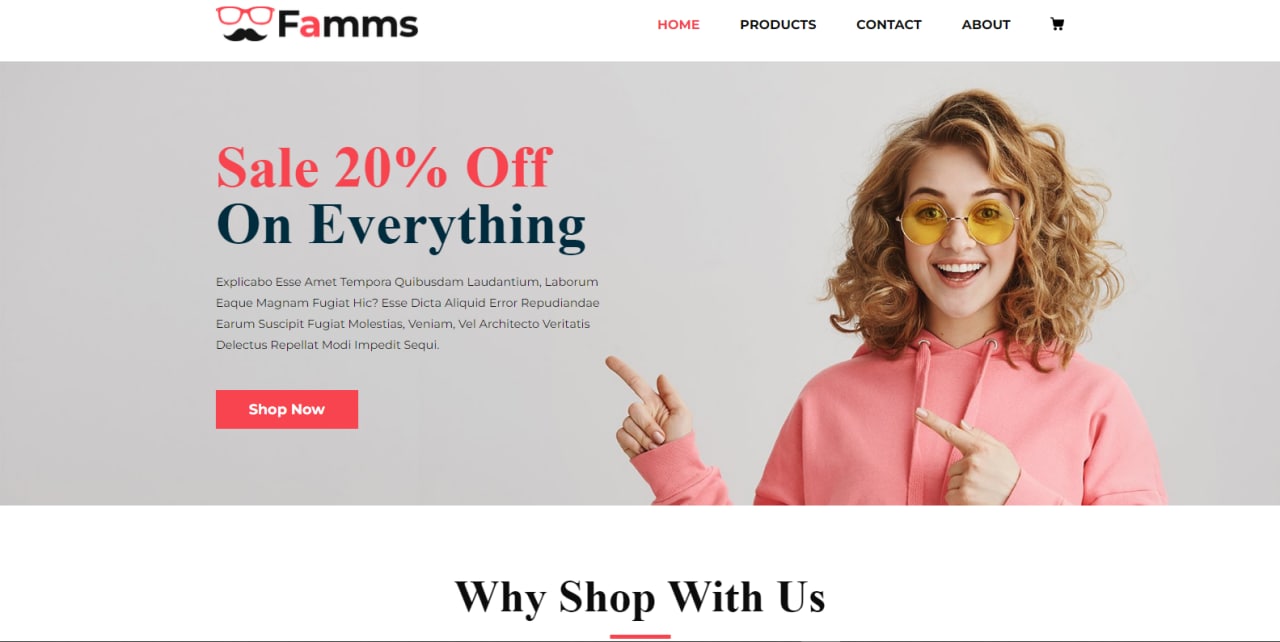 Famms
HOME PRODUCTS CONTACT ABOUT
Sale 20% Off
On Everything
Explicabo Esse Amet Tempora Quibusdam Laudantium, Laborum
Eaque Magnam Fugiat Hic? Esse Dicta Aliquid Error Repudiandae
Earum Suscipit Fugiat Molestias, Veniam, Vel Architecto Veritatis
Delectus Repellat Modi Impedit Sequi.
Shop Now
Why Shop With Us